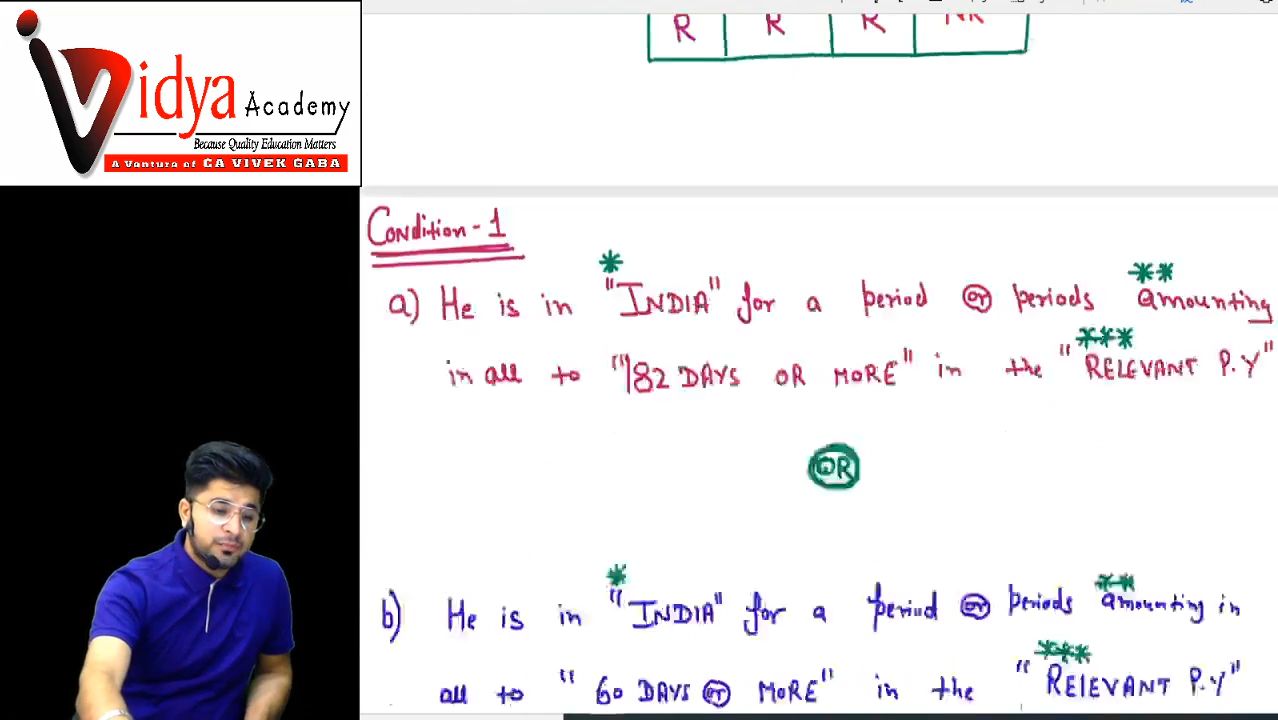 R R R NR
Vidya Academy
Because Quality Education Matters
A Venture of CA VIVEK GABA
Condition - 1
* **
a) He is in "INDIA" for a period or periods amounting
***
in all to "182 DAYS OR MORE" in the "RELEVANT P.Y"
OR
* **
b) He is in "INDIA" for a period or periods amounting in
***
all to "60 DAYS or MORE" in the "RElEVANT P.Y"